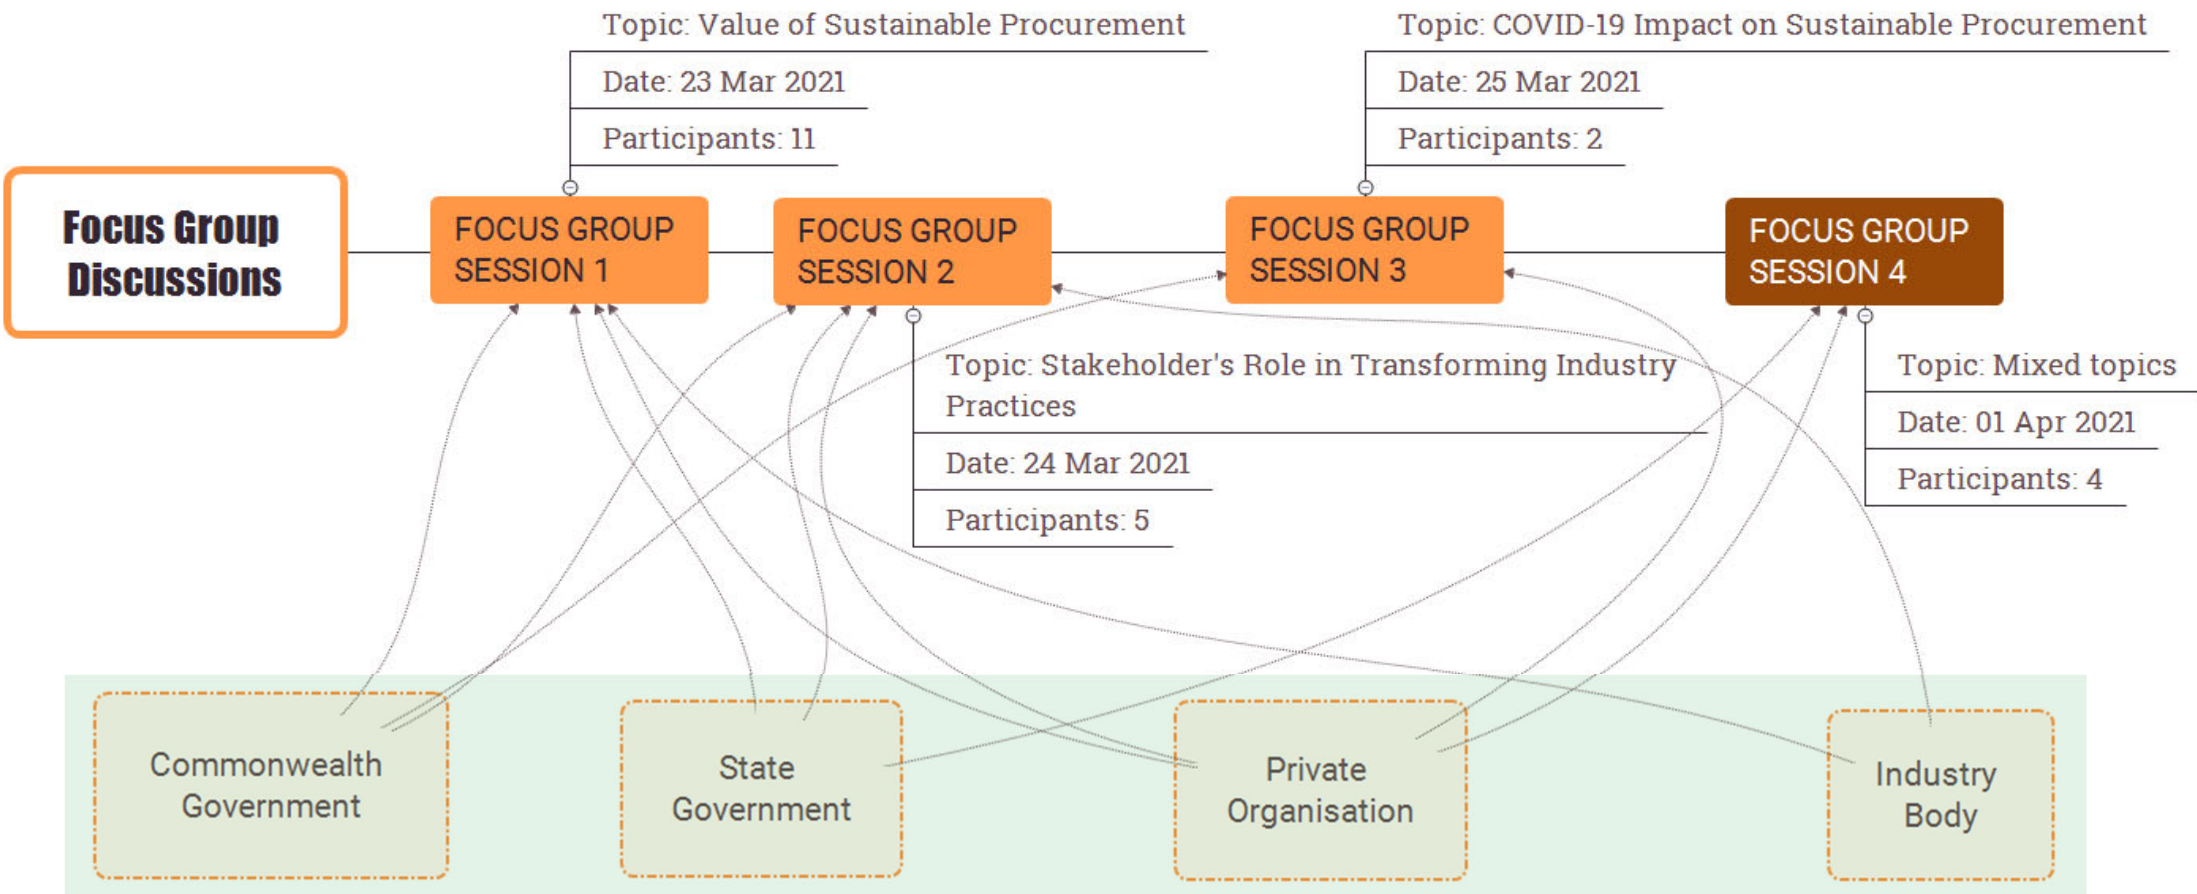 Topic: Value of Sustainable Procurement
Date: 23 Mar 2021
Participants: 11
Topic: COVID-19 Impact on Sustainable Procurement
Date: 25 Mar 2021
Participants: 2
Focus Group
Discussions
FOCUS GROUP
SESSION 1
FOCUS GROUP
SESSION 2
FOCUS GROUP
SESSION 3
FOCUS GROUP
SESSION 4
Topic: Stakeholder's Role in Transforming Industry
Practices
Date: 24 Mar 2021
Participants: 5
Topic: Mixed topics
Date: 01 Apr 2021
Participants: 4
Commonwealth
Government
State
Government
Private
Organisation
Industry
Body